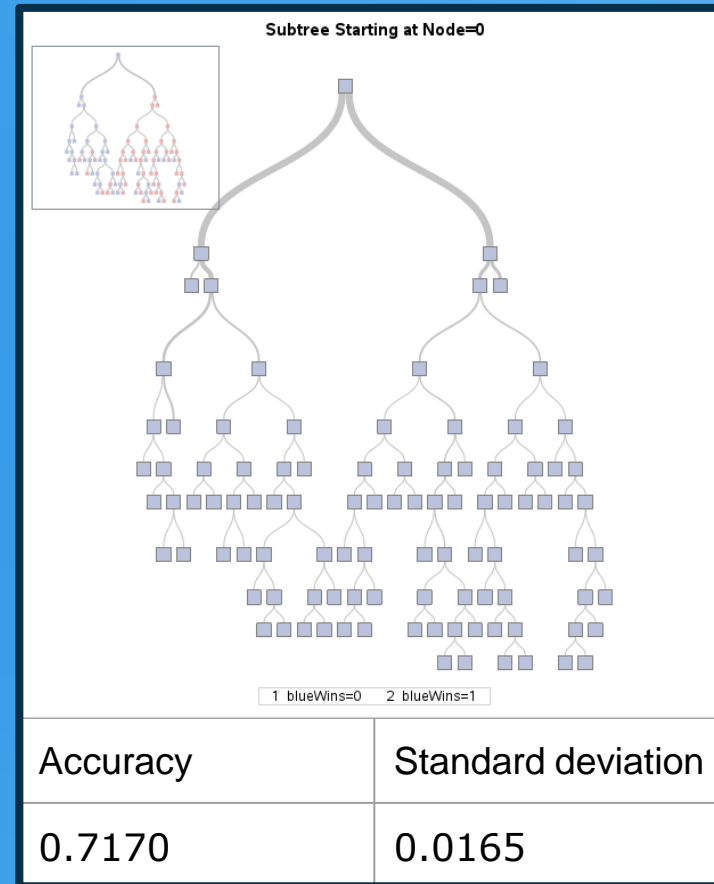 Subtree Starting at Node=0
1 blueWins=0 2 blueWins=1
Accuracy Standard deviation
0.7170 0.0165